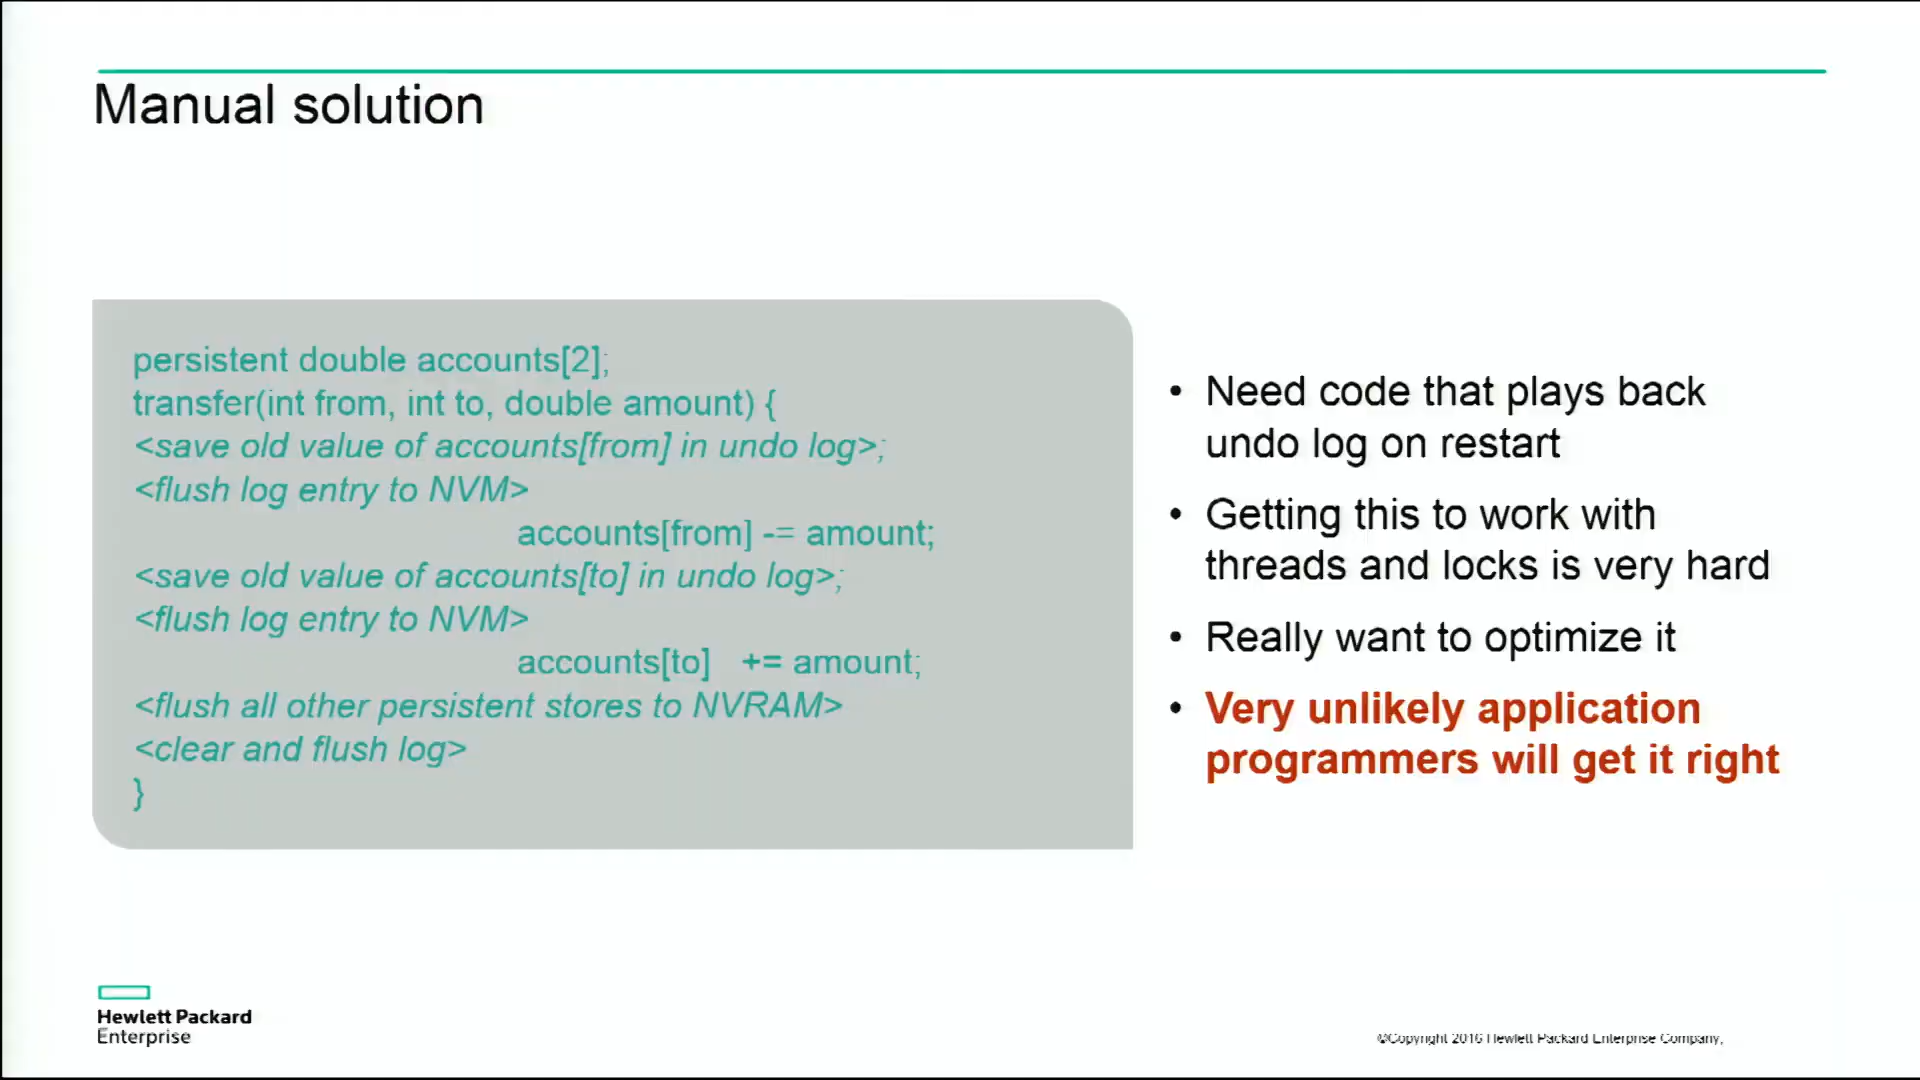 Manual solution
persistent double accounts[2];
transfer(int from, int to, double amount) {
<save old value of accounts[from] in undo log>;
<flush log entry to NVM>
accounts[from] -= amount;
<save old value of accounts[to] in undo log>;
<flush log entry to NVM>
accounts[to] += amount;
<flush all other persistent stores to NVRAM>
<clear and flush log>
}
• Need code that plays back
undo log on restart
• Getting this to work with
threads and locks is very hard
• Really want to optimize it
• Very unlikely application
programmers will get it right
Hewlett Packard
Enterprise
©Copyright 2016 Hewlett Packard Enterprise Company,